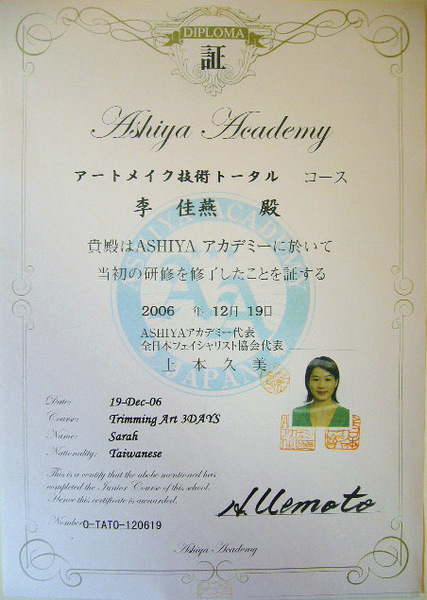 DIPLOMA
証
Ashiya Academy
アートメイク技術トータル コース
李 佳燕 殿
貴殿はASHIYA アカデミーに於いて
当初の研修を修了したことを証する
2006 年 12月 19日
ASHIYAアカデミー代表
全日本フェイシャリスト協会代表
上本久美
ASHIYA ACADEMY
JAPAN
Date: 19-Dec-06
Course: Trimming Art 3DAYS
Name: Sarah
Nationality: Taiwanese
This is a certify that the abobe mentioned has
completed the Junior Course of this school.
Hence this certificate is awaarded.
Number O-TATO-120619
H.Uemoto
Ashiya Academy